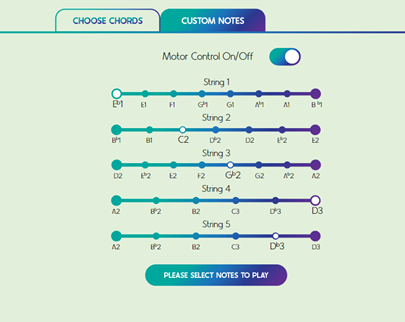 CHOOSE CHORDS CUSTOM NOTES
Motor Control On/Off
String 1
E♭1 E1 F1 G♭1 G1 A♭1 A1 B♭1
String 2
B♭1 B1 C2 D♭2 D2 E♭2 E2
String 3
D2 E♭2 E2 F2 G♭2 G2 A♭2 A2
String 4
A2 B♭2 B2 C3 D♭3 D3
String 5
A2 B♭2 B2 C3 D♭3 D3
PLEASE SELECT NOTES TO PLAY